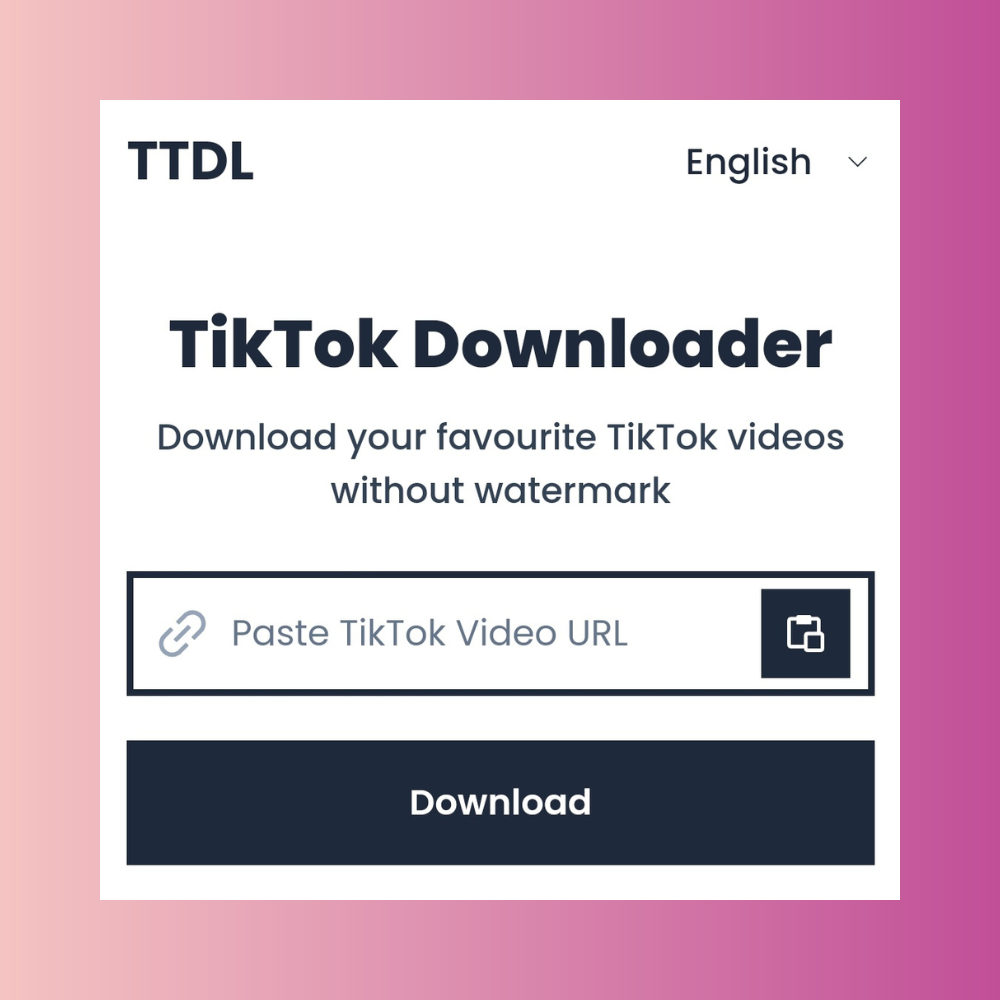 TTDL
English
TikTok Downloader
Download your favourite TikTok videos
without watermark
Paste TikTok Video URL
Download